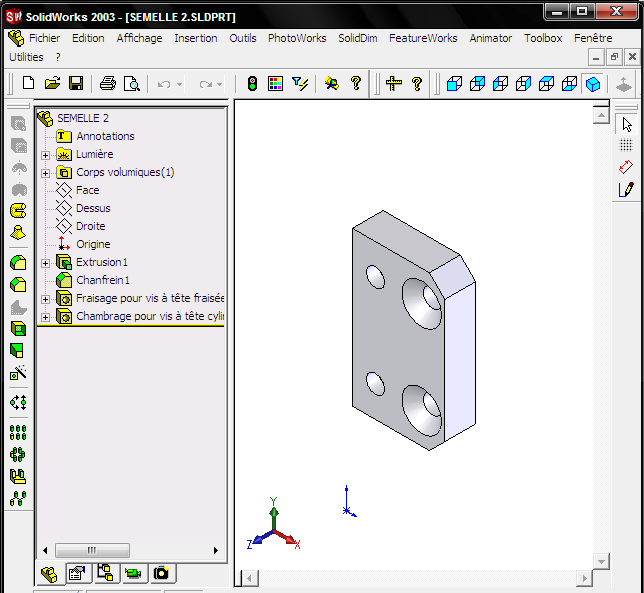 SolidWorks 2003 - [SEMELLE 2.SLDPRT]
Fichier Edition Affichage Insertion Outils PhotoWorks SolidDim FeatureWorks Animator Toolbox Fenêtre
Utilities ?
SEMELLE 2
Annotations
Lumière
Corps volumiques(1)
Face
Dessus
Droite
Origine
Extrusion1
Chanfrein1
Fraisage pour vis à tête fraisée
Chambrage pour vis à tête cylin
Y
Z
X